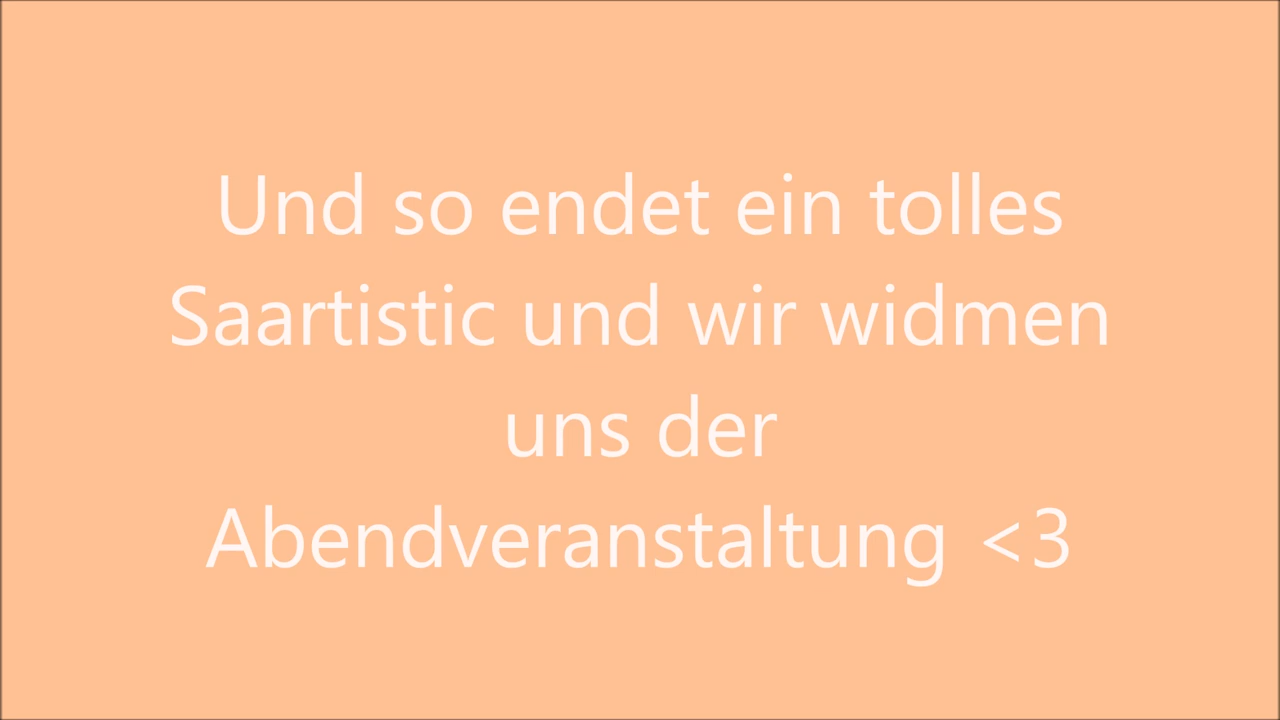 Und so endet ein tolles
Saartistic und wir widmen
uns der
Abendveranstaltung <3